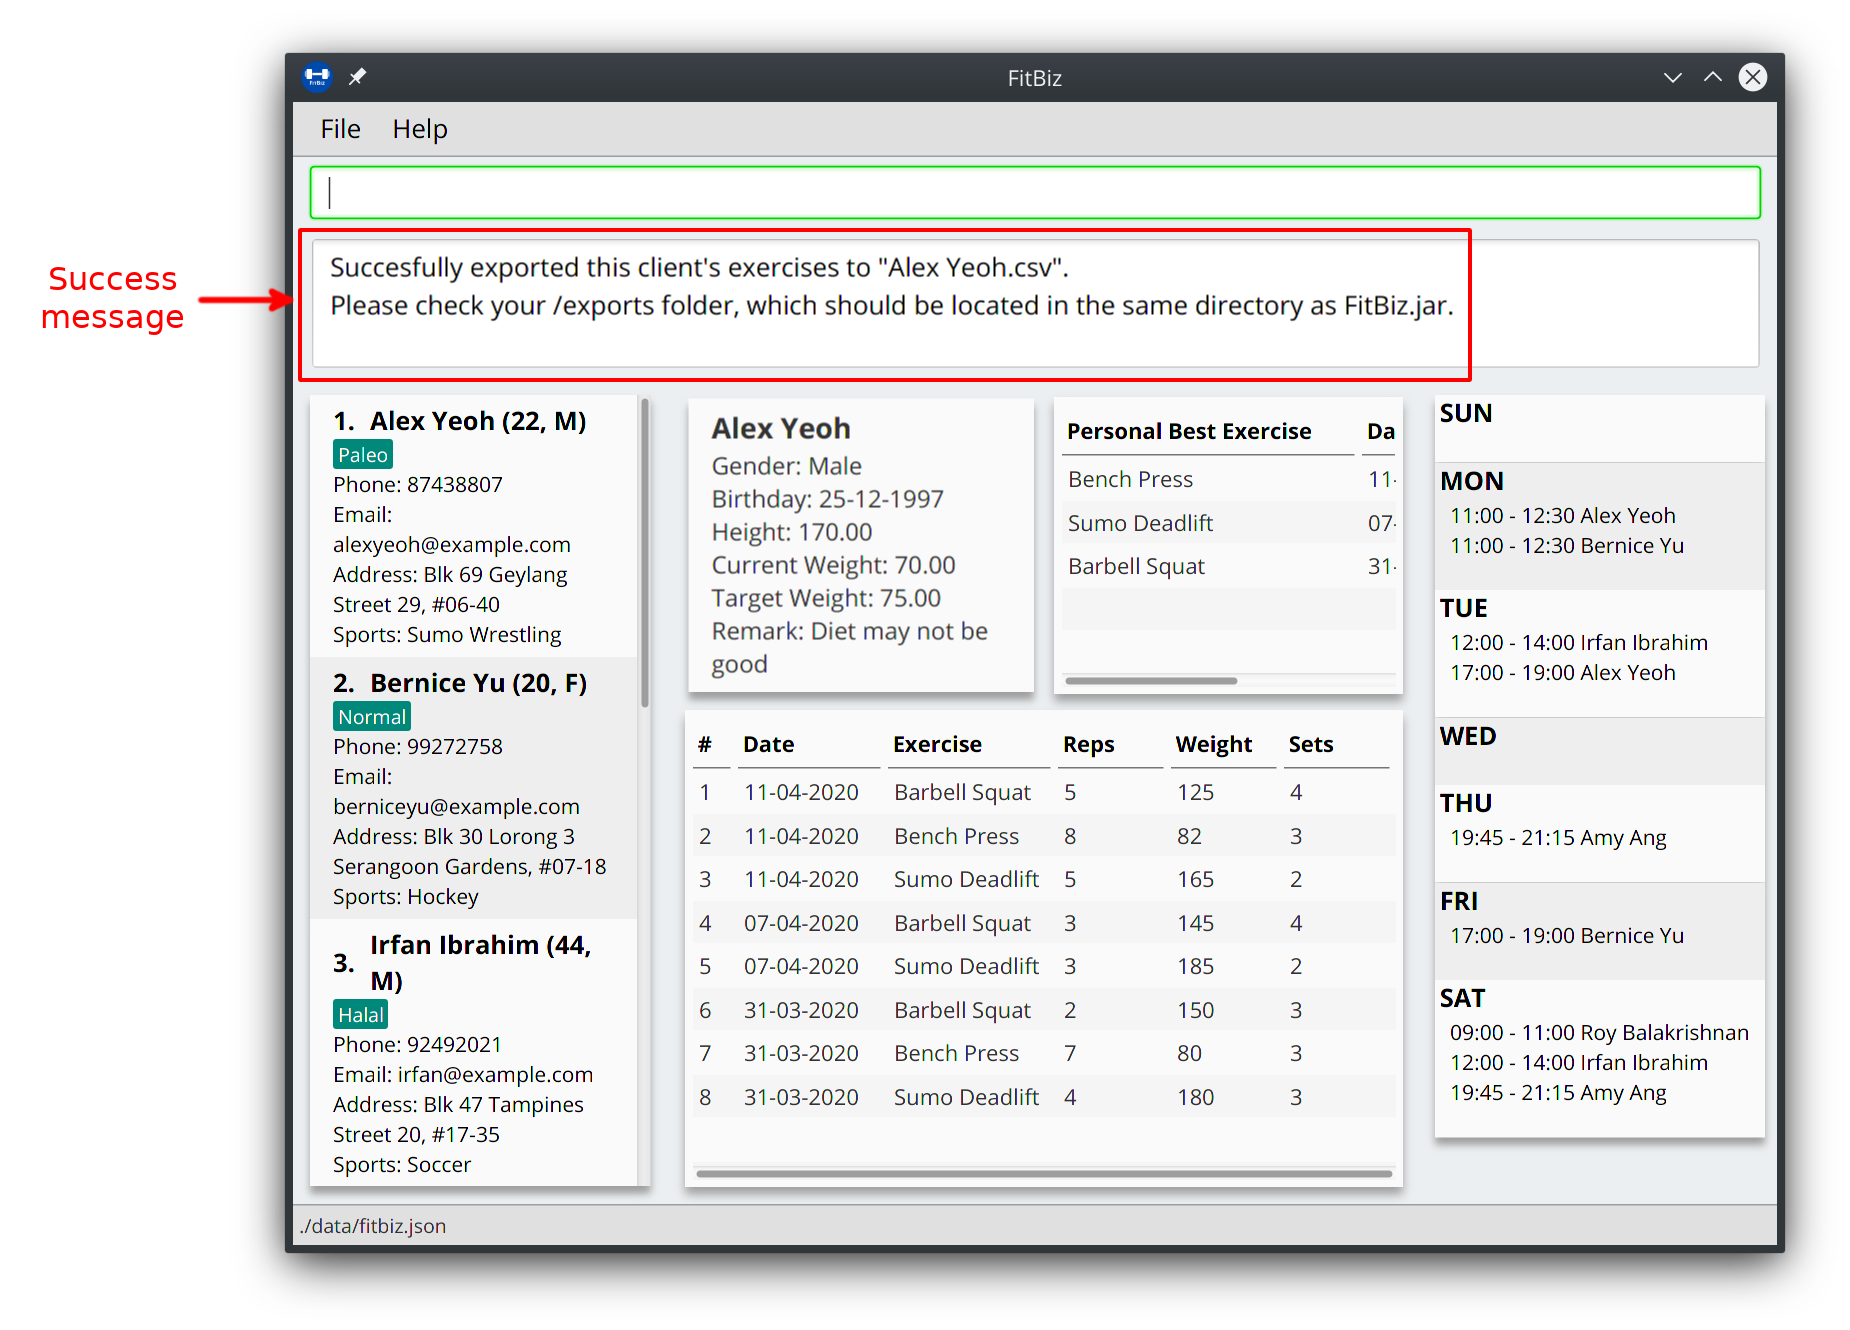 FitBiz
FitBiz
File Help
Success
message
Succesfully exported this client's exercises to "Alex Yeoh.csv".
Please check your /exports folder, which should be located in the same directory as FitBiz.jar.
1. Alex Yeoh (22, M)
Paleo
Phone: 87438807
Email:
alexyeoh@example.com
Address: Blk 69 Geylang
Street 29, #06-40
Sports: Sumo Wrestling
2. Bernice Yu (20, F)
Normal
Phone: 99272758
Email:
berniceyu@example.com
Address: Blk 30 Lorong 3
Serangoon Gardens, #07-18
Sports: Hockey
3. Irfan Ibrahim (44,
M)
Halal
Phone: 92492021
Email: irfan@example.com
Address: Blk 47 Tampines
Street 20, #17-35
Sports: Soccer
Alex Yeoh
Gender: Male
Birthday: 25-12-1997
Height: 170.00
Current Weight: 70.00
Target Weight: 75.00
Remark: Diet may not be
good
Personal Best Exercise Da
Bench Press 11-
Sumo Deadlift 07-
Barbell Squat 31-
# Date Exercise Reps Weight Sets
1 11-04-2020 Barbell Squat 5 125 4
2 11-04-2020 Bench Press 8 82 3
3 11-04-2020 Sumo Deadlift 5 165 2
4 07-04-2020 Barbell Squat 3 145 4
5 07-04-2020 Sumo Deadlift 3 185 2
6 31-03-2020 Barbell Squat 2 150 3
7 31-03-2020 Bench Press 7 80 3
8 31-03-2020 Sumo Deadlift 4 180 3
SUN
MON
11:00 - 12:30 Alex Yeoh
11:00 - 12:30 Bernice Yu
TUE
12:00 - 14:00 Irfan Ibrahim
17:00 - 19:00 Alex Yeoh
WED
THU
19:45 - 21:15 Amy Ang
FRI
17:00 - 19:00 Bernice Yu
SAT
09:00 - 11:00 Roy Balakrishnan
12:00 - 14:00 Irfan Ibrahim
19:45 - 21:15 Amy Ang
./data/fitbiz.json